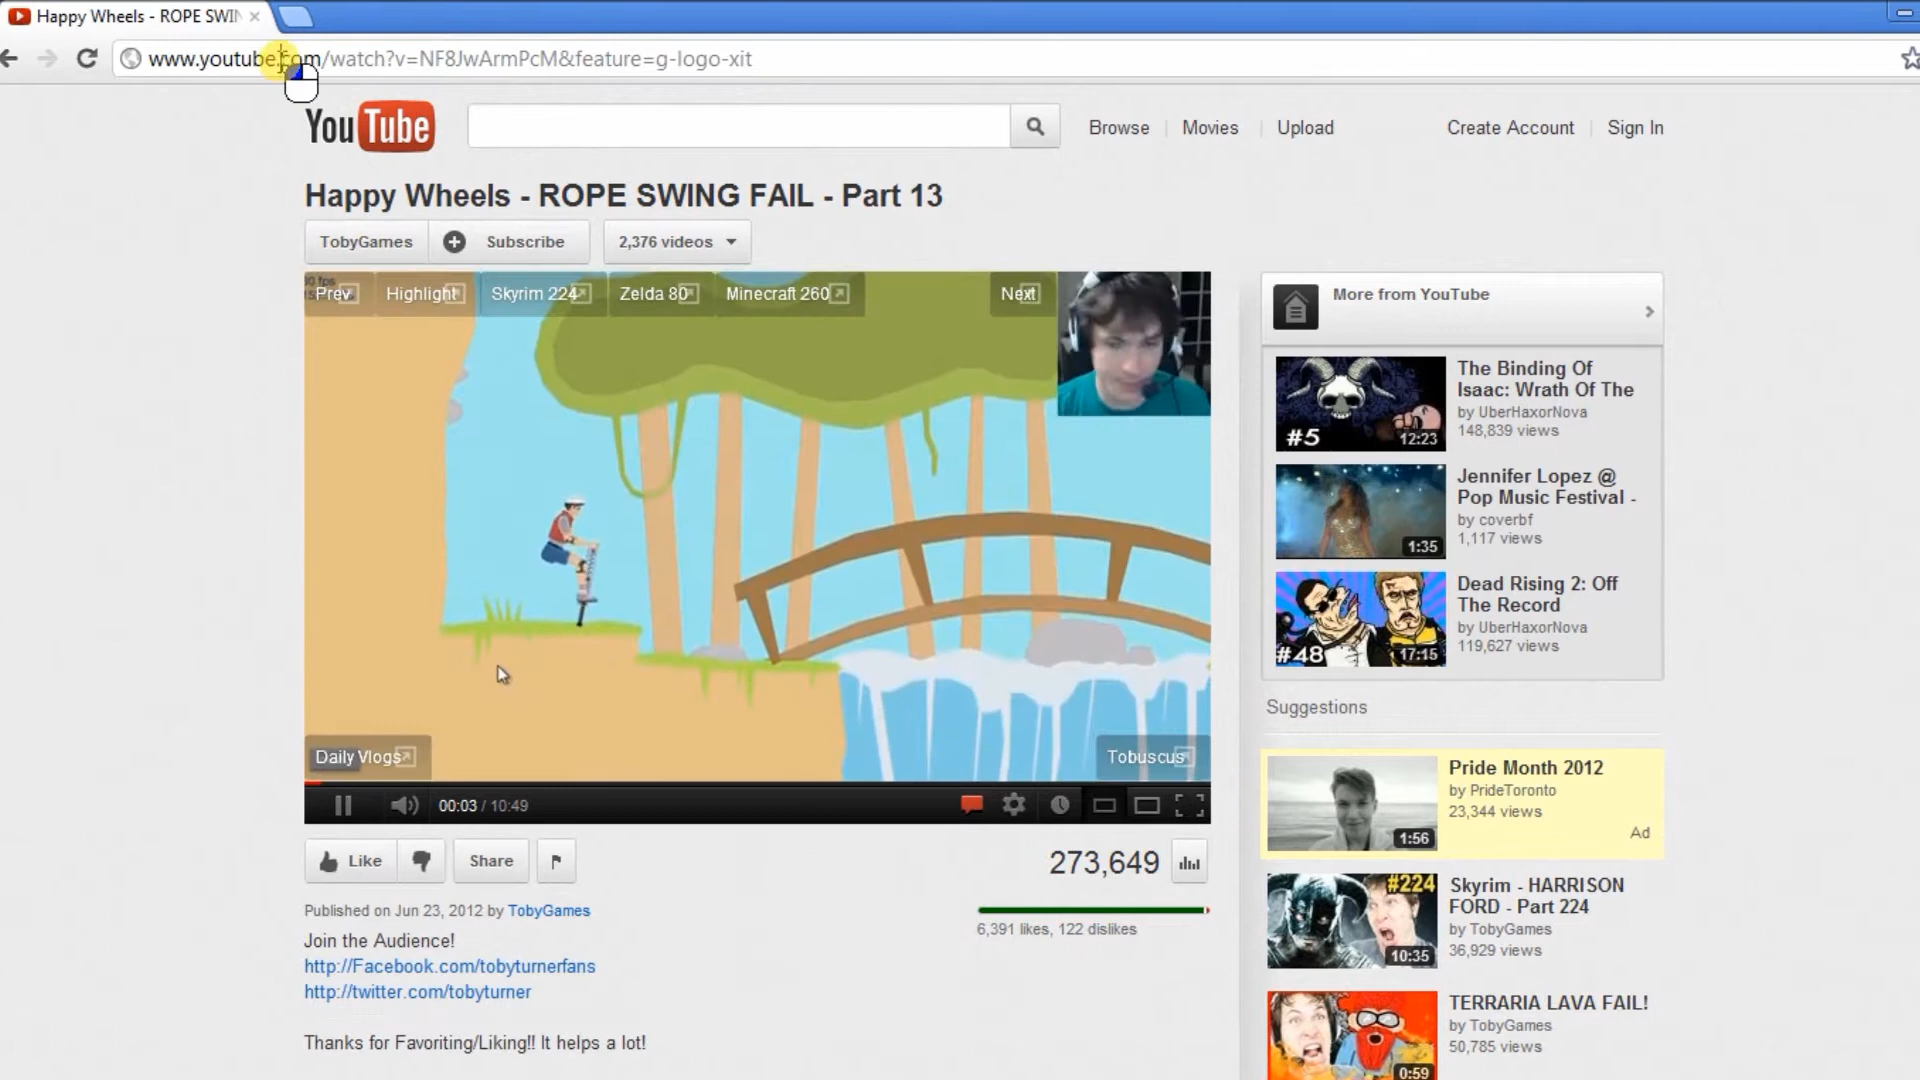 Happy Wheels - ROPE SWIN
www.youtube.com/watch?v=NF8JwArmPcM&feature=g-logo-xit
YouTube
Browse
Movies
Upload
Create Account
Sign In
Happy Wheels - ROPE SWING FAIL - Part 13
TobyGames
Subscribe
2,376 videos
Prev
Highlight
Skyrim 224
Zelda 80
Minecraft 260
Next
Daily Vlogs
Tobuscus
00:03 / 10:49
Like
Share
273,649
Published on Jun 23, 2012 by TobyGames
6,391 likes, 122 dislikes
Join the Audience!
http://Facebook.com/tobyturnerfans
http://twitter.com/tobyturner
Thanks for Favoriting/Liking!! It helps a lot!
More from YouTube
#5
12:23
The Binding Of
Isaac: Wrath Of The
by UberHaxorNova
148,839 views
1:35
Jennifer Lopez @
Pop Music Festival -
by coverbf
1,117 views
#48
17:15
Dead Rising 2: Off
The Record
by UberHaxorNova
119,627 views
Suggestions
1:56
Pride Month 2012
by PrideToronto
23,344 views
Ad
#224
10:35
Skyrim - HARRISON
FORD - Part 224
by TobyGames
36,929 views
0:59
TERRARIA LAVA FAIL!
by TobyGames
50,785 views